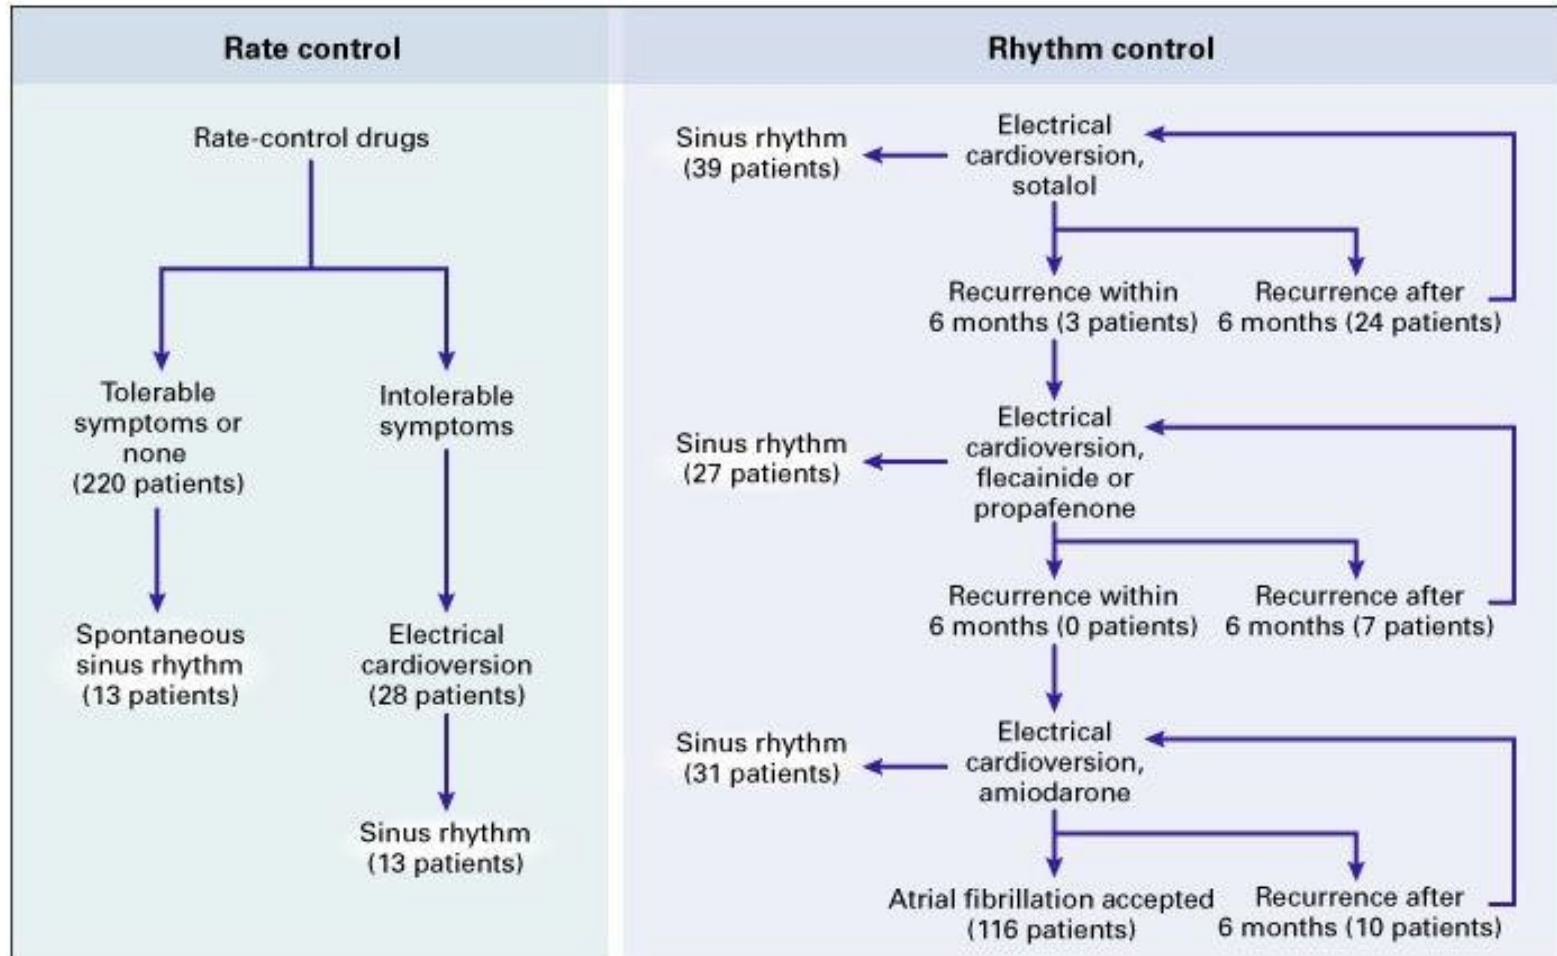 Rate control
Rate-control drugs
Tolerable
symptoms or
none
(220 patients)
Intolerable
symptoms
Spontaneous
sinus rhythm
(13 patients)
Electrical
cardioversion
(28 patients)
Sinus rhythm
(13 patients)
Rhythm control
Electrical
cardioversion,
sotalol
Sinus rhythm
(39 patients)
Recurrence within
6 months (3 patients)
Recurrence after
6 months (24 patients)
Electrical
cardioversion,
flecainide or
propafenone
Sinus rhythm
(27 patients)
Recurrence within
6 months (0 patients)
Recurrence after
6 months (7 patients)
Electrical
cardioversion,
amiodarone
Sinus rhythm
(31 patients)
Atrial fibrillation accepted
(116 patients)
Recurrence after
6 months (10 patients)